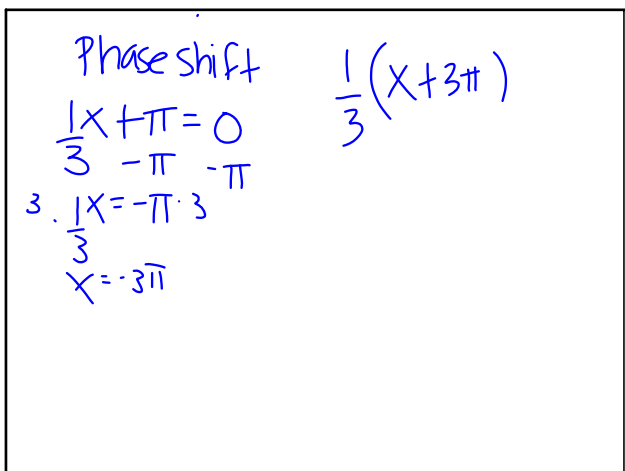 Phase shift
1/3 x + π = 0
- π - π
3 · 1/3 x = -π · 3
x = -3π
1/3 (x + 3π)